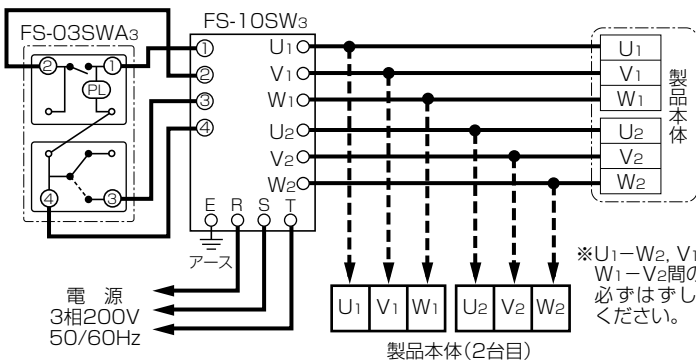 FS-10SW3
FS-03SWA3
② ① PL
④ ③
①
②
③
④
U1
V1
W1
U2
V2
W2
E R S T
アース
電 源
3相200V
50/60Hz
U1
V1
W1
U2
V2
W2
製品本体
※U1−W2, V1
W1−V2間の
必ずはずし
ください。
U1 V1 W1 U2 V2 W2
製品本体(2台目)